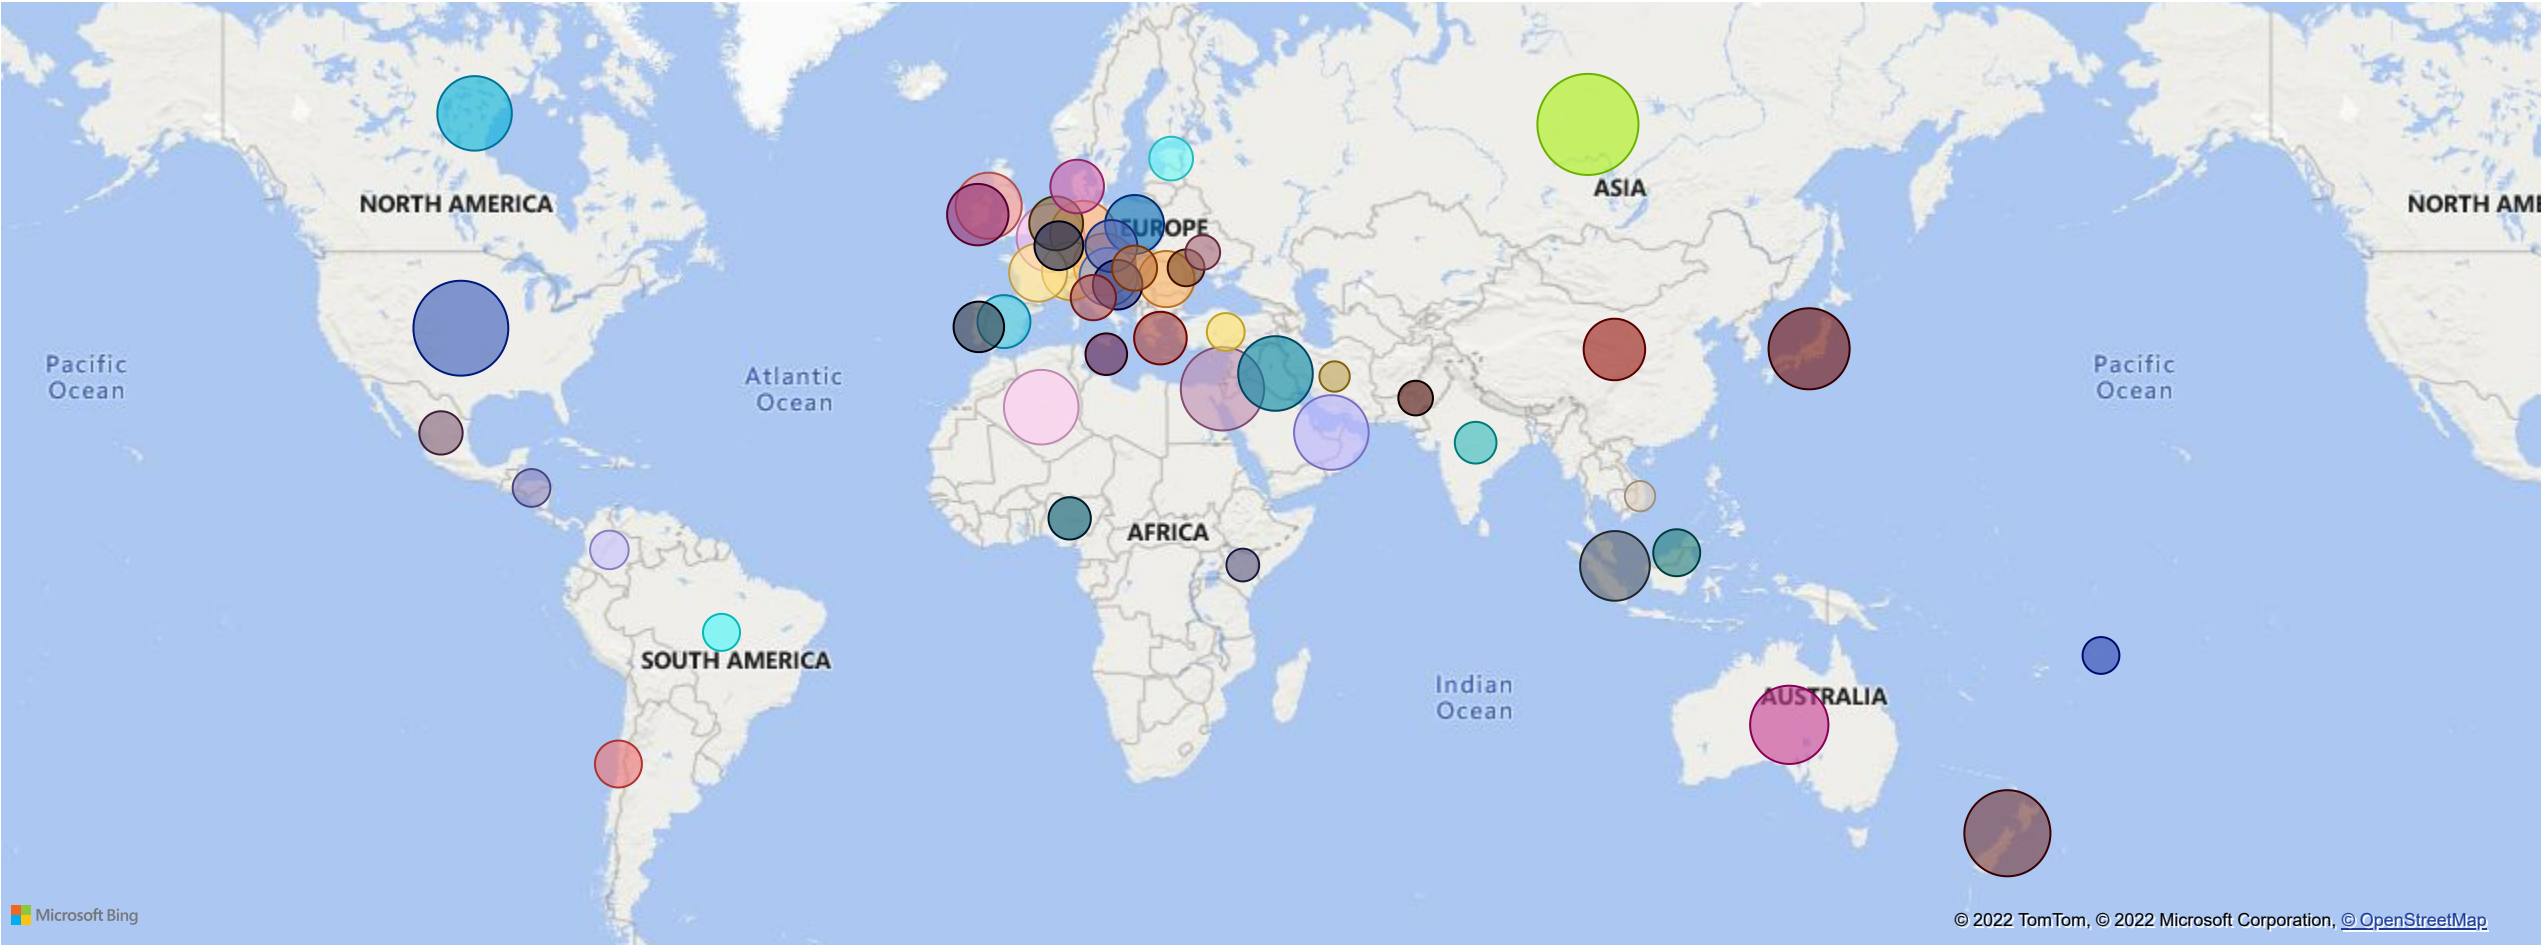 ASIA
NORTH AMERICA
NORTH AME
EUROPE
Pacific
Ocean
Atlantic
Ocean
Pacific
Ocean
AFRICA
SOUTH AMERICA
Indian
Ocean
AUSTRALIA
Microsoft Bing
© 2022 TomTom, © 2022 Microsoft Corporation, © OpenStreetMap